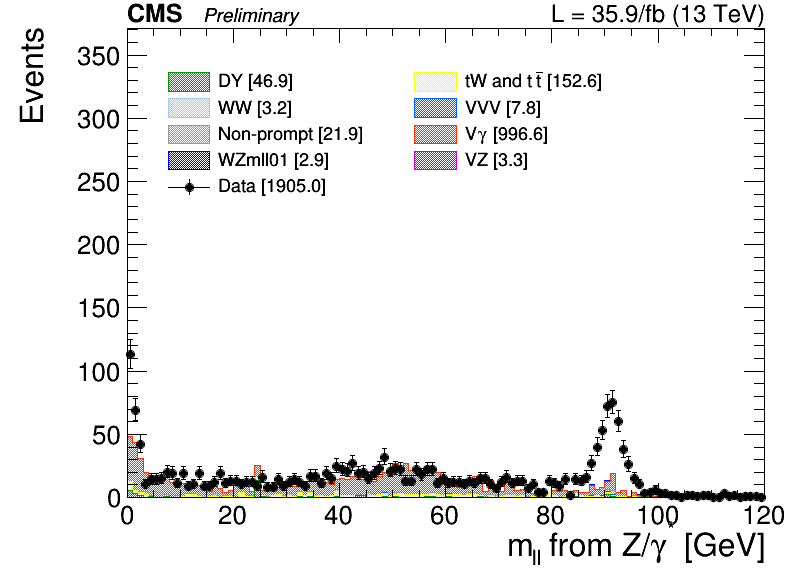 CMS Preliminary L = 35.9/fb (13 TeV)
Events
350
300
250
200
150
100
50
0
DY [46.9]
WW [3.2]
Non-prompt [21.9]
WZmll01 [2.9]
Data [1905.0]
tW and t t̄ [152.6]
VVV [7.8]
Vγ [996.6]
VZ [3.3]
0 20 40 60 80 100 120
m_ll from Z/γ* [GeV]